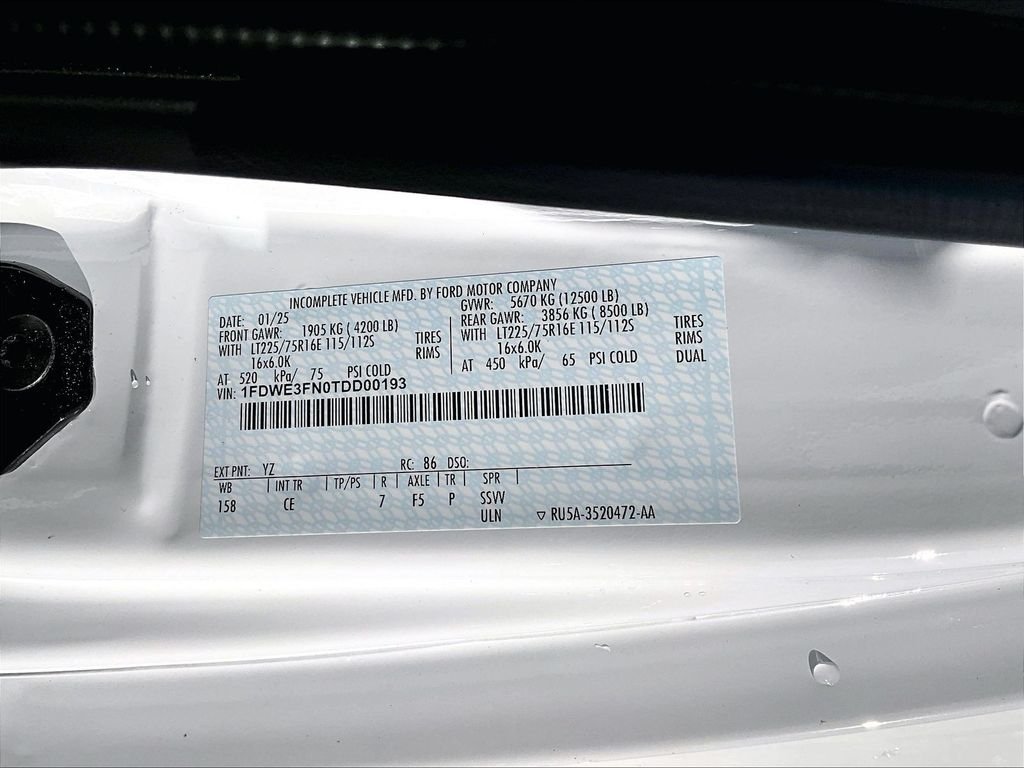 INCOMPLETE VEHICLE MFD. BY FORD MOTOR COMPANY
DATE: 01/25
FRONT GAWR: 1905 KG ( 4200 LB)
WITH LT225/75R16E 115/112S TIRES
16x6.0K RIMS
AT 520 kPa/ 75 PSI COLD
GVWR: 5670 KG (12500 LB)
REAR GAWR: 3856 KG ( 8500 LB)
WITH LT225/75R16E 115/112S TIRES
16x6.0K RIMS
AT 450 kPa/ 65 PSI COLD DUAL
VIN: 1FDWE3FN0TDD00193
EXT PNT: YZ RC: 86 DSO:
WB INT TR TP/PS R AXLE TR SPR
158 CE 7 F5 P SSVV
ULN ▽ RU5A-3520472-AA